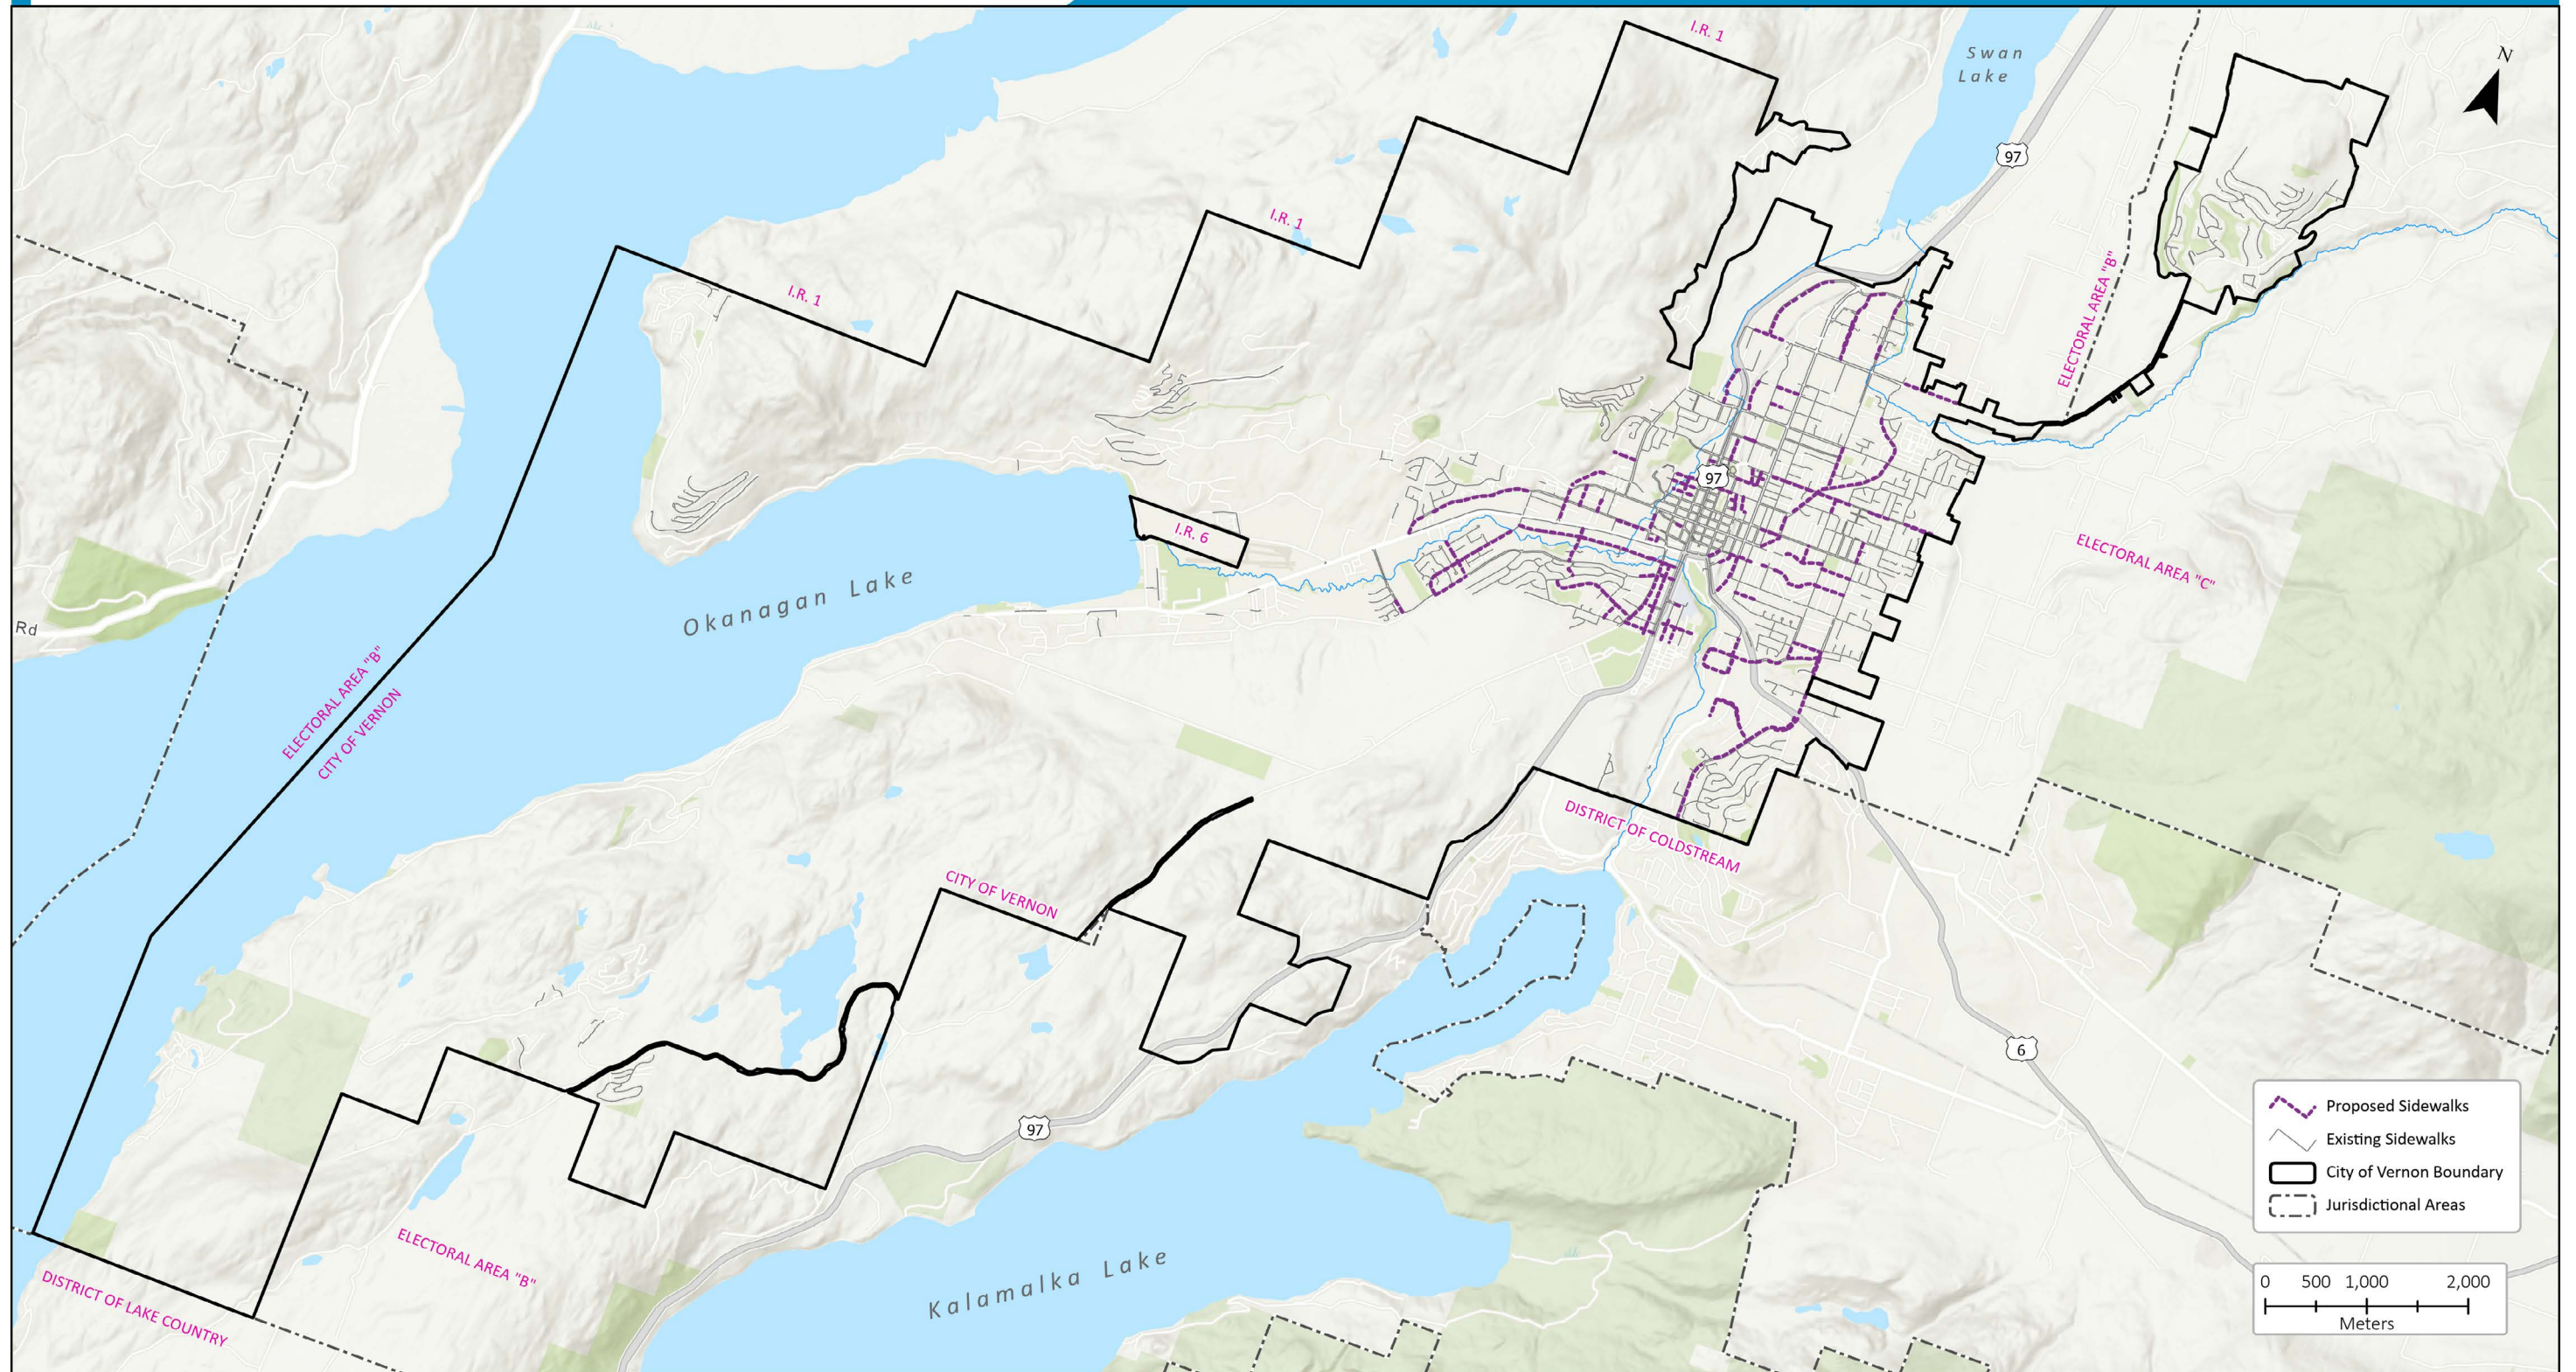 I.R. 1
Swan
Lake
N
97
I.R. 1
I.R. 1
ELECTORAL AREA "B"
97
I.R. 6
ELECTORAL AREA "C"
Okanagan Lake
Rd
ELECTORAL AREA "B"
CITY OF VERNON
DISTRICT OF COLDSTREAM
CITY OF VERNON
6
97
Proposed Sidewalks
Existing Sidewalks
City of Vernon Boundary
Jurisdictional Areas
ELECTORAL AREA "B"
Kalamalka Lake
DISTRICT OF LAKE COUNTRY
0 500 1,000 2,000
Meters